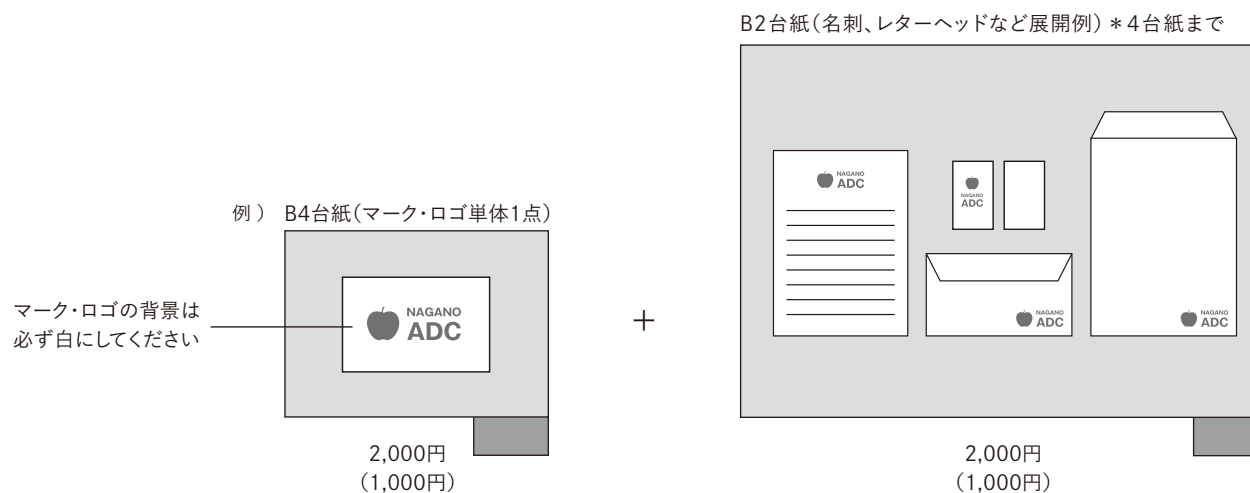 B2台紙（名刺、レターヘッドなど展開例）＊4台紙まで
例） B4台紙（マーク・ロゴ単体1点）
マーク・ロゴの背景は
必ず白にしてください
NAGANO
ADC
+
NAGANO
ADC
NAGANO
ADC
NAGANO
ADC
NAGANO
ADC
2,000円
（1,000円）
2,000円
（1,000円）